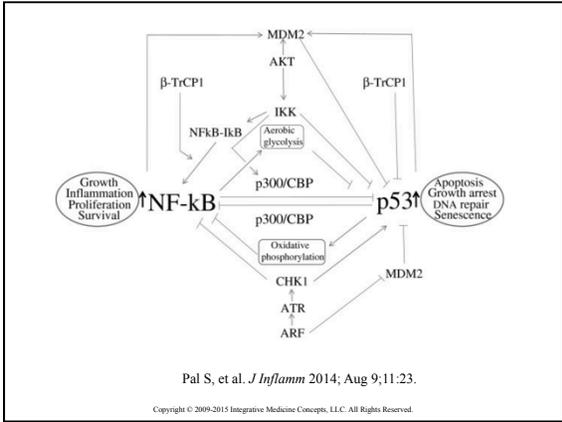 MDM2
AKT
β-TrCP1
β-TrCP1
IKK
NFkB-IkB
Aerobic
glycolysis
p300/CBP
Growth
Inflammation
Proliferation
Survival
↑NF-kB
p53↑
Apoptosis
Growth arrest
DNA repair
Senescence
p300/CBP
Oxidative
phosphorylation
CHK1
MDM2
ATR
ARF
Pal S, et al. J Inflamm 2014; Aug 9;11:23.
Copyright © 2009-2015 Integrative Medicine Concepts, LLC. All Rights Reserved.